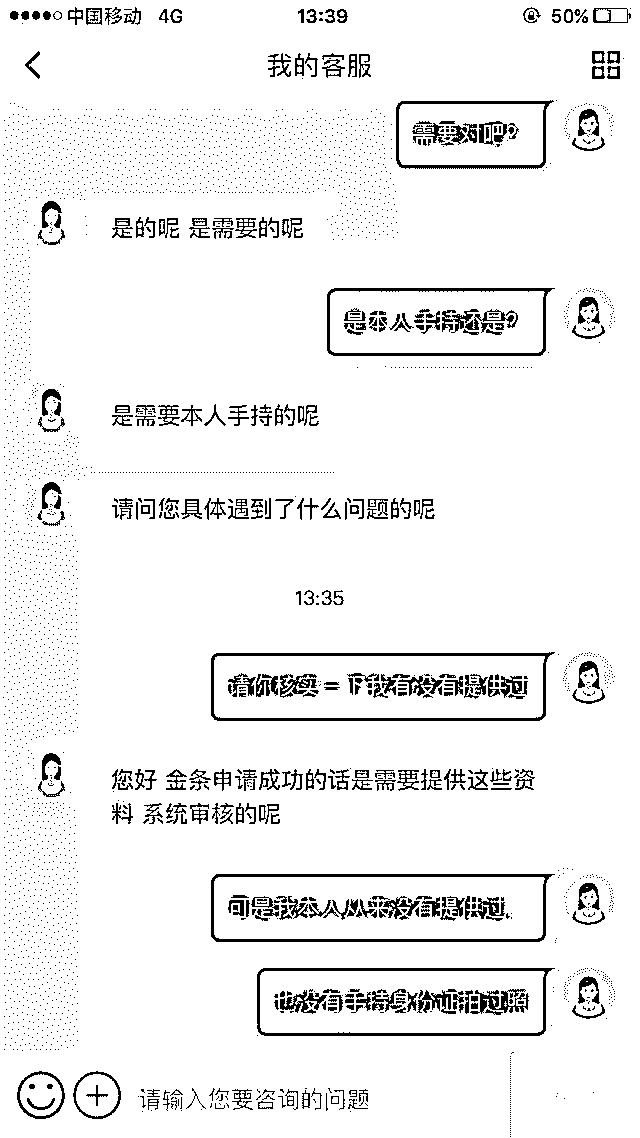 中国移动 4G 13:39 50%
我的客服
需要对吧?
是的呢 是需要的呢
是本人手持还是?
是需要本人手持的呢
请问您具体遇到了什么问题的呢
13:35
请你核实一下我有没有提供过
您好 金条申请成功的话是需要提供这些资
料 系统审核的呢
可是我本人从来没有提供过,
也没有手持身份证拍过照
请输入您要咨询的问题